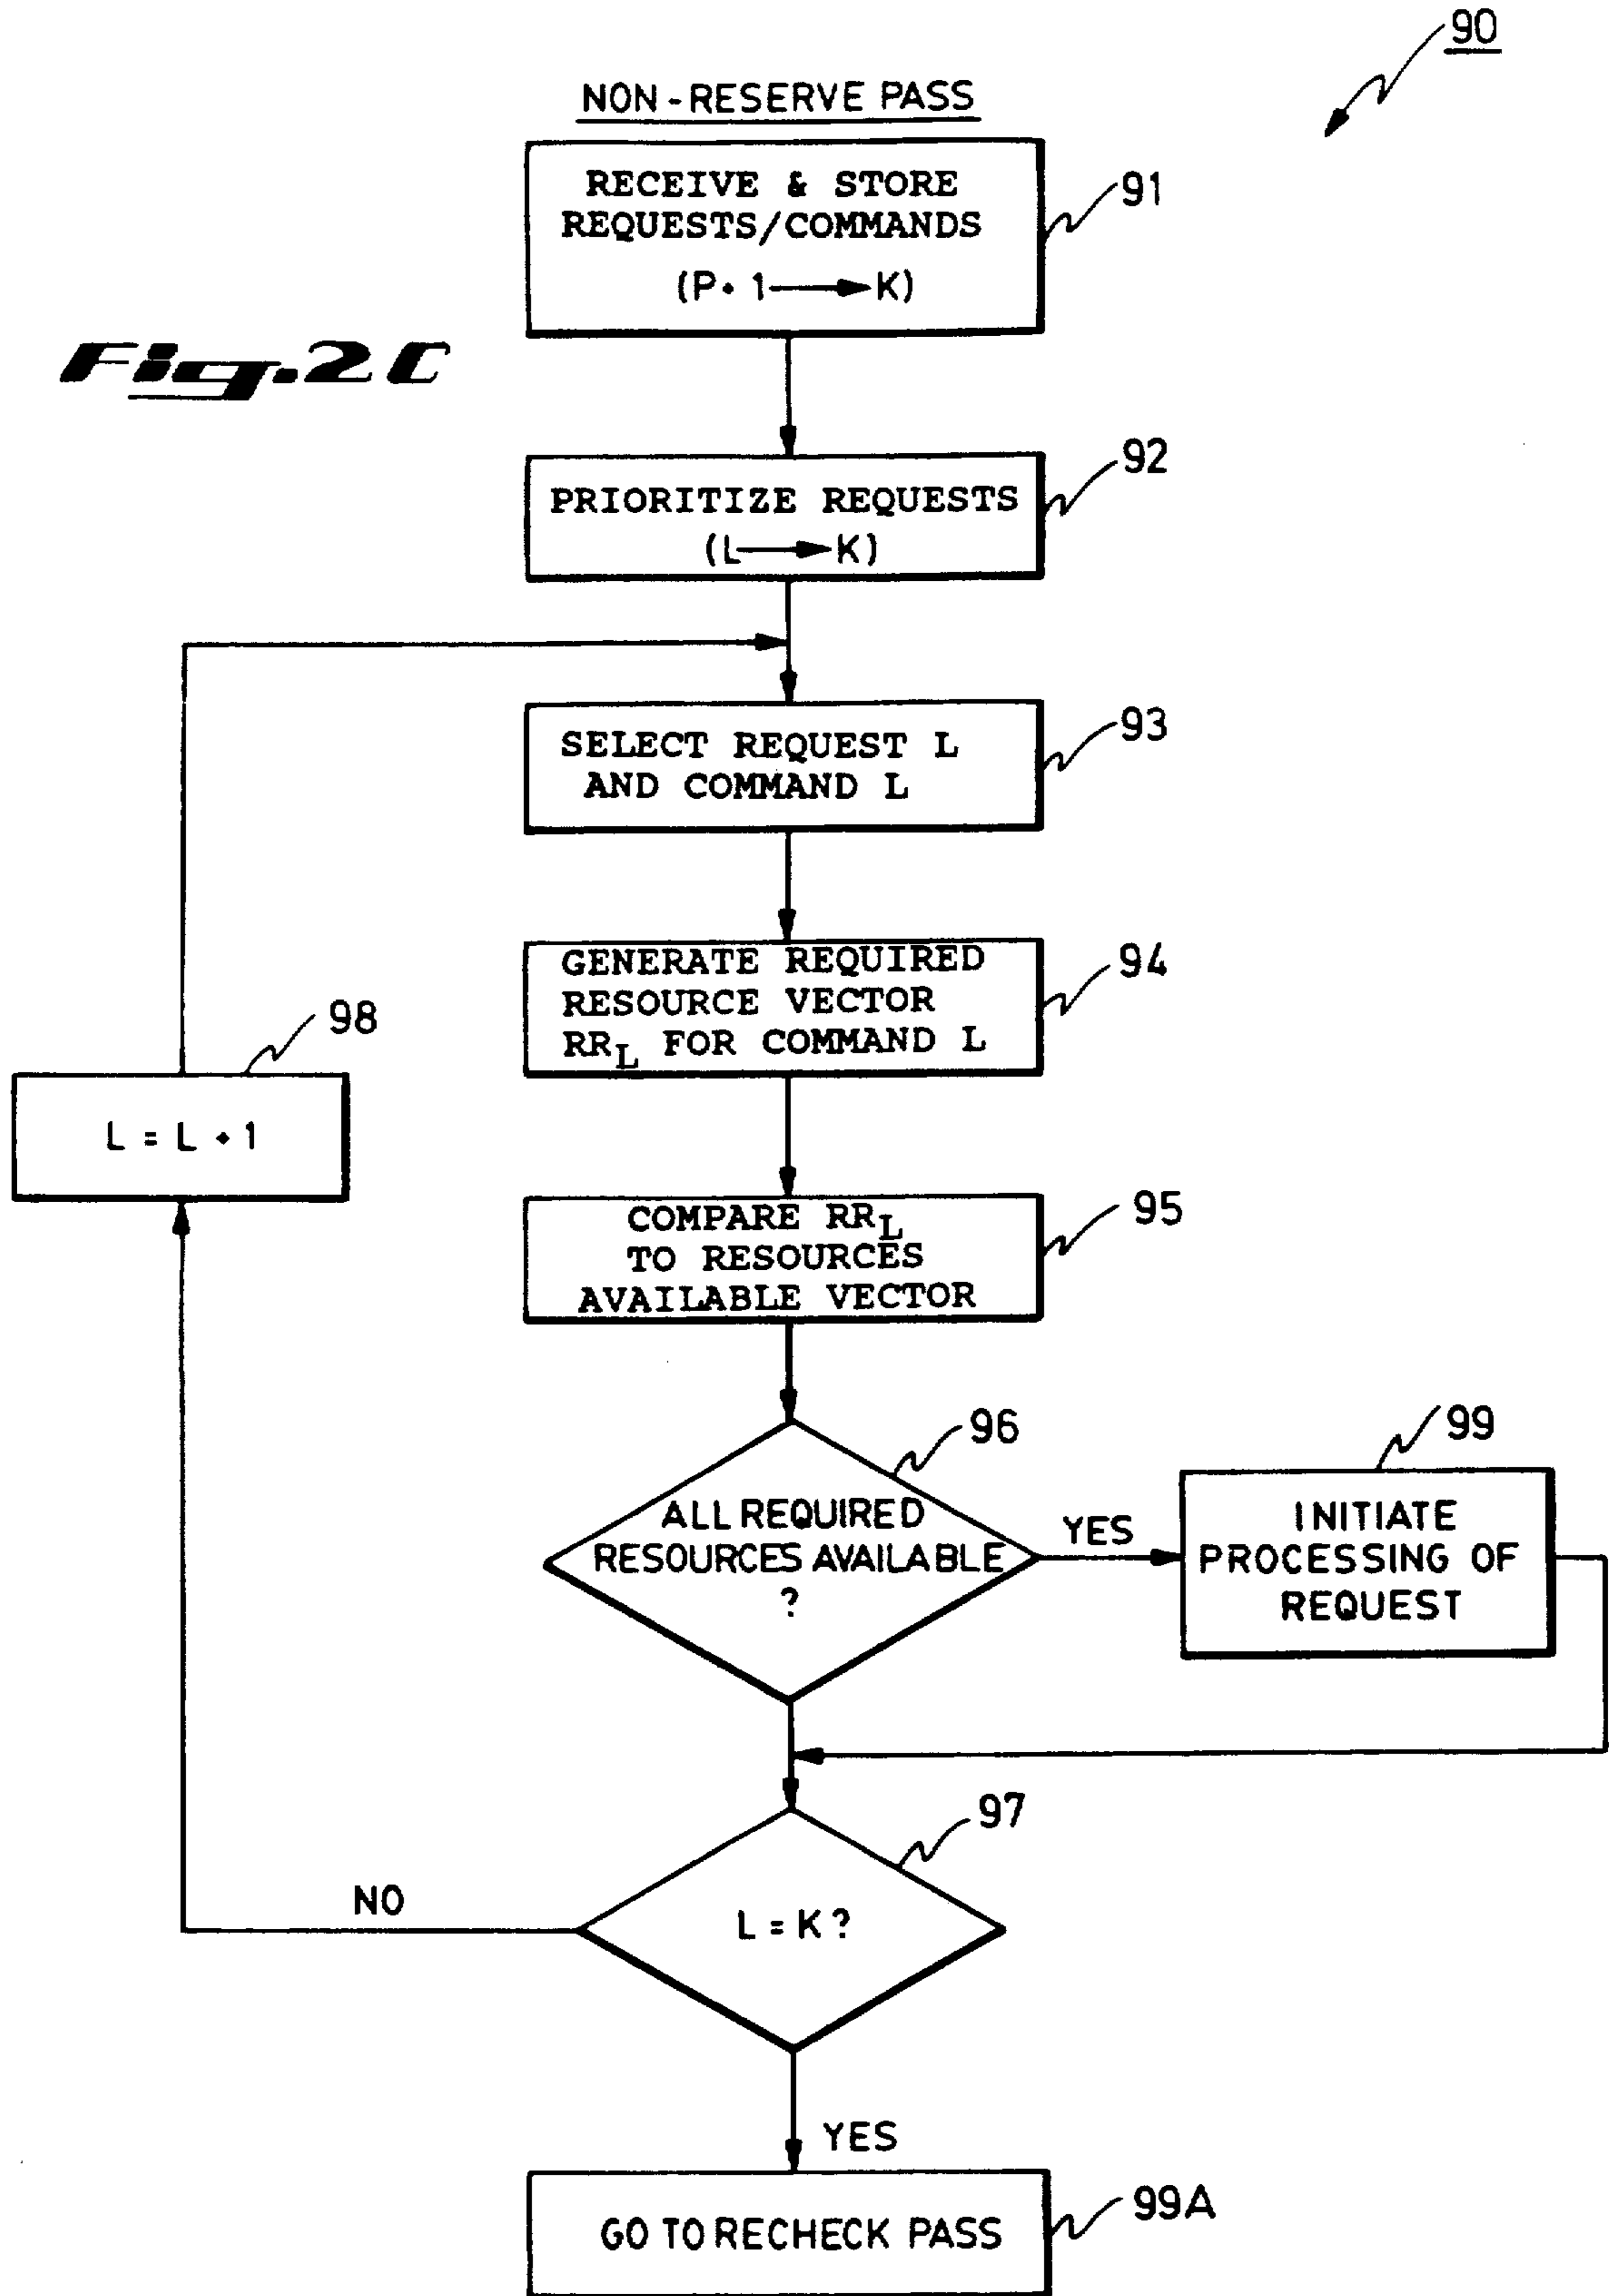 90
NON-RESERVE PASS
RECEIVE & STORE
REQUESTS/COMMANDS
(P+1→K)
91
Fig.2C
PRIORITIZE REQUESTS
(L→K)
92
SELECT REQUEST L
AND COMMAND L
93
GENERATE REQUIRED
RESOURCE VECTOR
RR_L FOR COMMAND L
94
98
L = L + 1
COMPARE RR_L
TO RESOURCES
AVAILABLE VECTOR
95
96
ALL REQUIRED
RESOURCES AVAILABLE
?
YES
99
INITIATE
PROCESSING OF
REQUEST
97
L = K ?
NO
YES
GO TO RECHECK PASS
99A